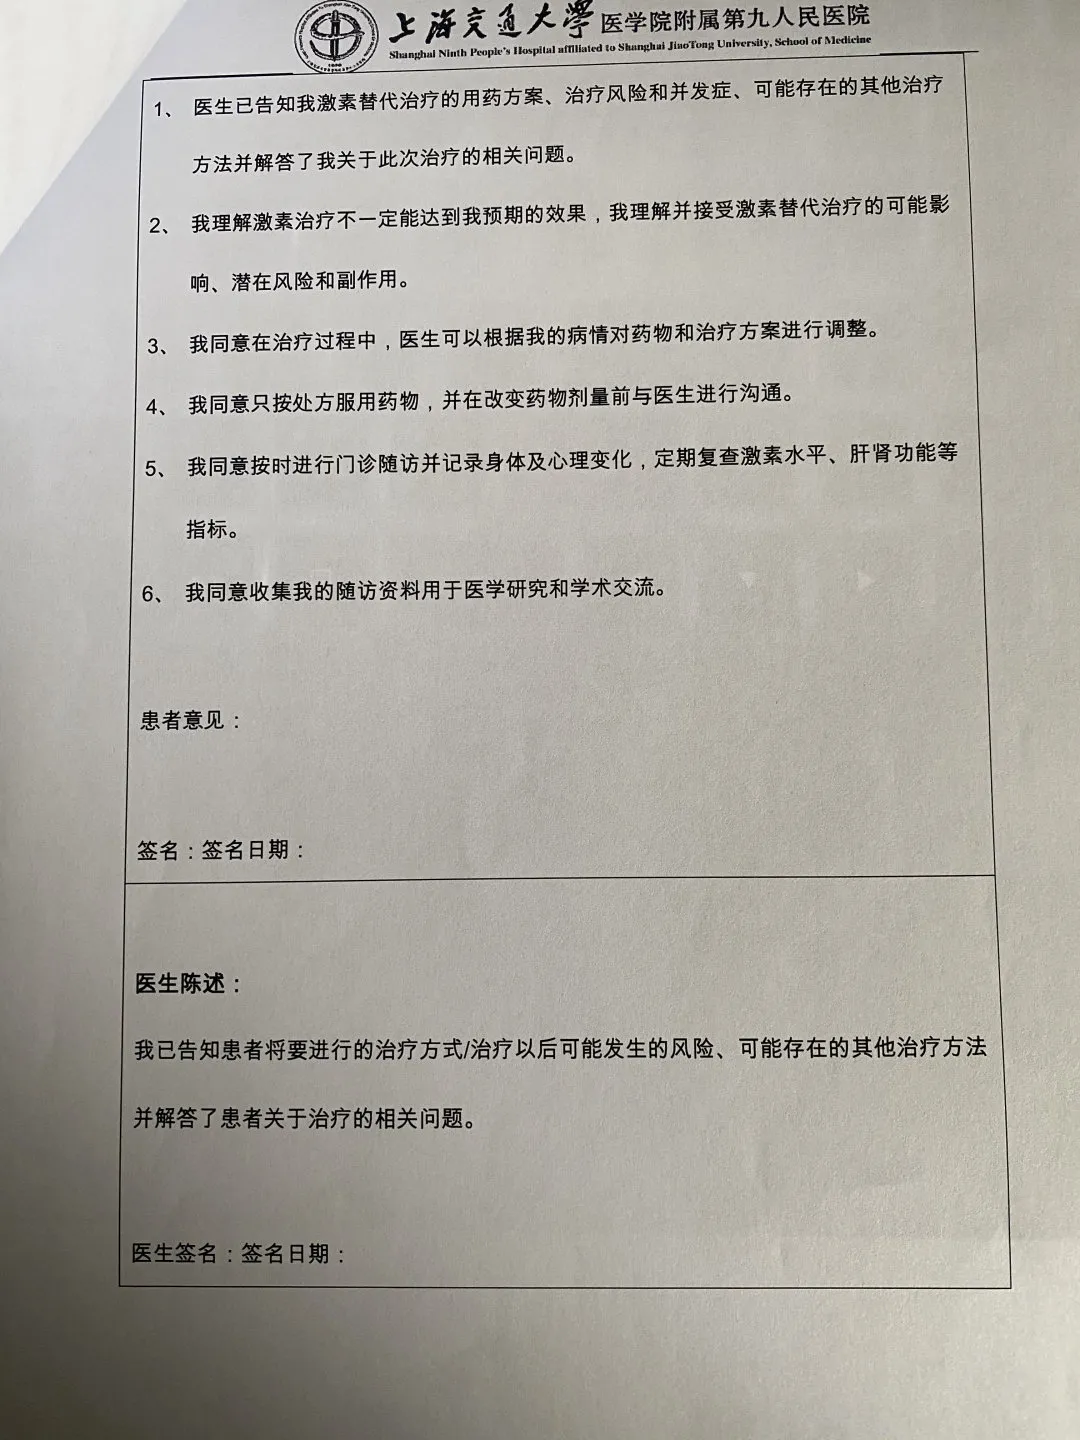 上海交通大學医学院附属第九人民医院
Shanghai Ninth People's Hospital affiliated to Shanghai JiaoTong University, School of Medicine
1、 医生已告知我激素替代治疗的用药方案、治疗风险和并发症、可能存在的其他治疗
方法并解答了我关于此次治疗的相关问题。
2、 我理解激素治疗不一定能达到我预期的效果，我理解并接受激素替代治疗的可能影
响、潜在风险和副作用。
3、 我同意在治疗过程中，医生可以根据我的病情对药物和治疗方案进行调整。
4、 我同意只按处方服用药物，并在改变药物剂量前与医生进行沟通。
5、 我同意按时进行门诊随访并记录身体及心理变化，定期复查激素水平、肝肾功能等
指标。
6、 我同意收集我的随访资料用于医学研究和学术交流。
患者意见：
签名：签名日期：
医生陈述：
我已告知患者将要进行的治疗方式/治疗以后可能发生的风险、可能存在的其他治疗方法
并解答了患者关于治疗的相关问题。
医生签名：签名日期：